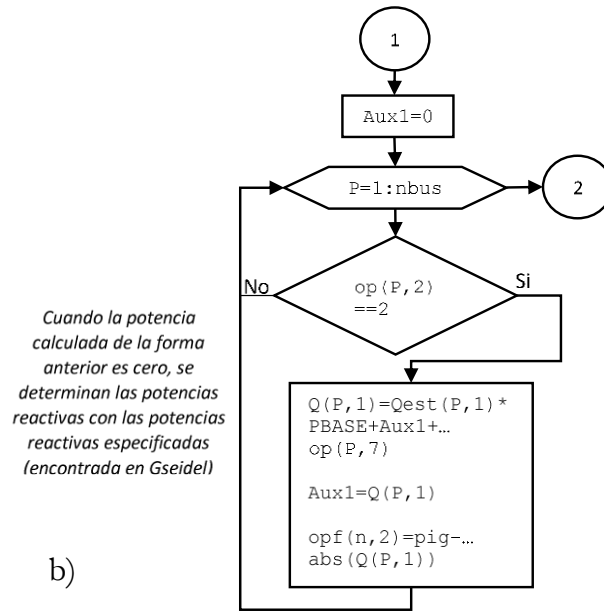 1
Aux1=0
P=1:nbus
2
op(P,2)
==2
No
Si
Cuando la potencia
calculada de la forma
anterior es cero, se
determinan las potencias
reactivas con las potencias
reactivas especificadas
(encontrada en Gseidel)
Q(P,1)=Qest(P,1)*
PBASE+Aux1+…
op(P,7)
Aux1=Q(P,1)
opf(n,2)=pig-…
abs(Q(P,1))
b)